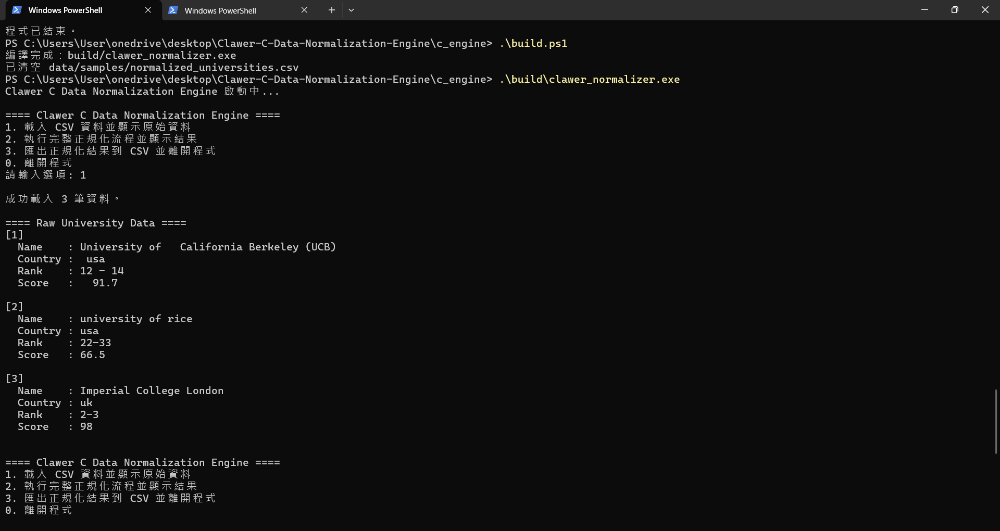 Windows PowerShell
Windows PowerShell
程式已結束。
PS C:\Users\User\onedrive\desktop\Clawer-C-Data-Normalization-Engine\c_engine> .\build.ps1
編譯完成：build/clawer_normalizer.exe
已清空 data/samples/normalized_universities.csv
PS C:\Users\User\onedrive\desktop\Clawer-C-Data-Normalization-Engine\c_engine> .\build\clawer_normalizer.exe
Clawer C Data Normalization Engine 啟動中...
==== Clawer C Data Normalization Engine ====
1. 載入 CSV 資料並顯示原始資料
2. 執行完整正規化流程並顯示結果
3. 匯出正規化結果到 CSV 並離開程式
0. 離開程式
請輸入選項: 1
成功載入 3 筆資料。
==== Raw University Data ====
[1]
  Name    : University of   California Berkeley (UCB)
  Country :  usa
  Rank    : 12 - 14
  Score   :   91.7
[2]
  Name    : university of rice
  Country : usa
  Rank    : 22-33
  Score   : 66.5
[3]
  Name    : Imperial College London
  Country : uk
  Rank    : 2-3
  Score   : 98
==== Clawer C Data Normalization Engine ====
1. 載入 CSV 資料並顯示原始資料
2. 執行完整正規化流程並顯示結果
3. 匯出正規化結果到 CSV 並離開程式
0. 離開程式